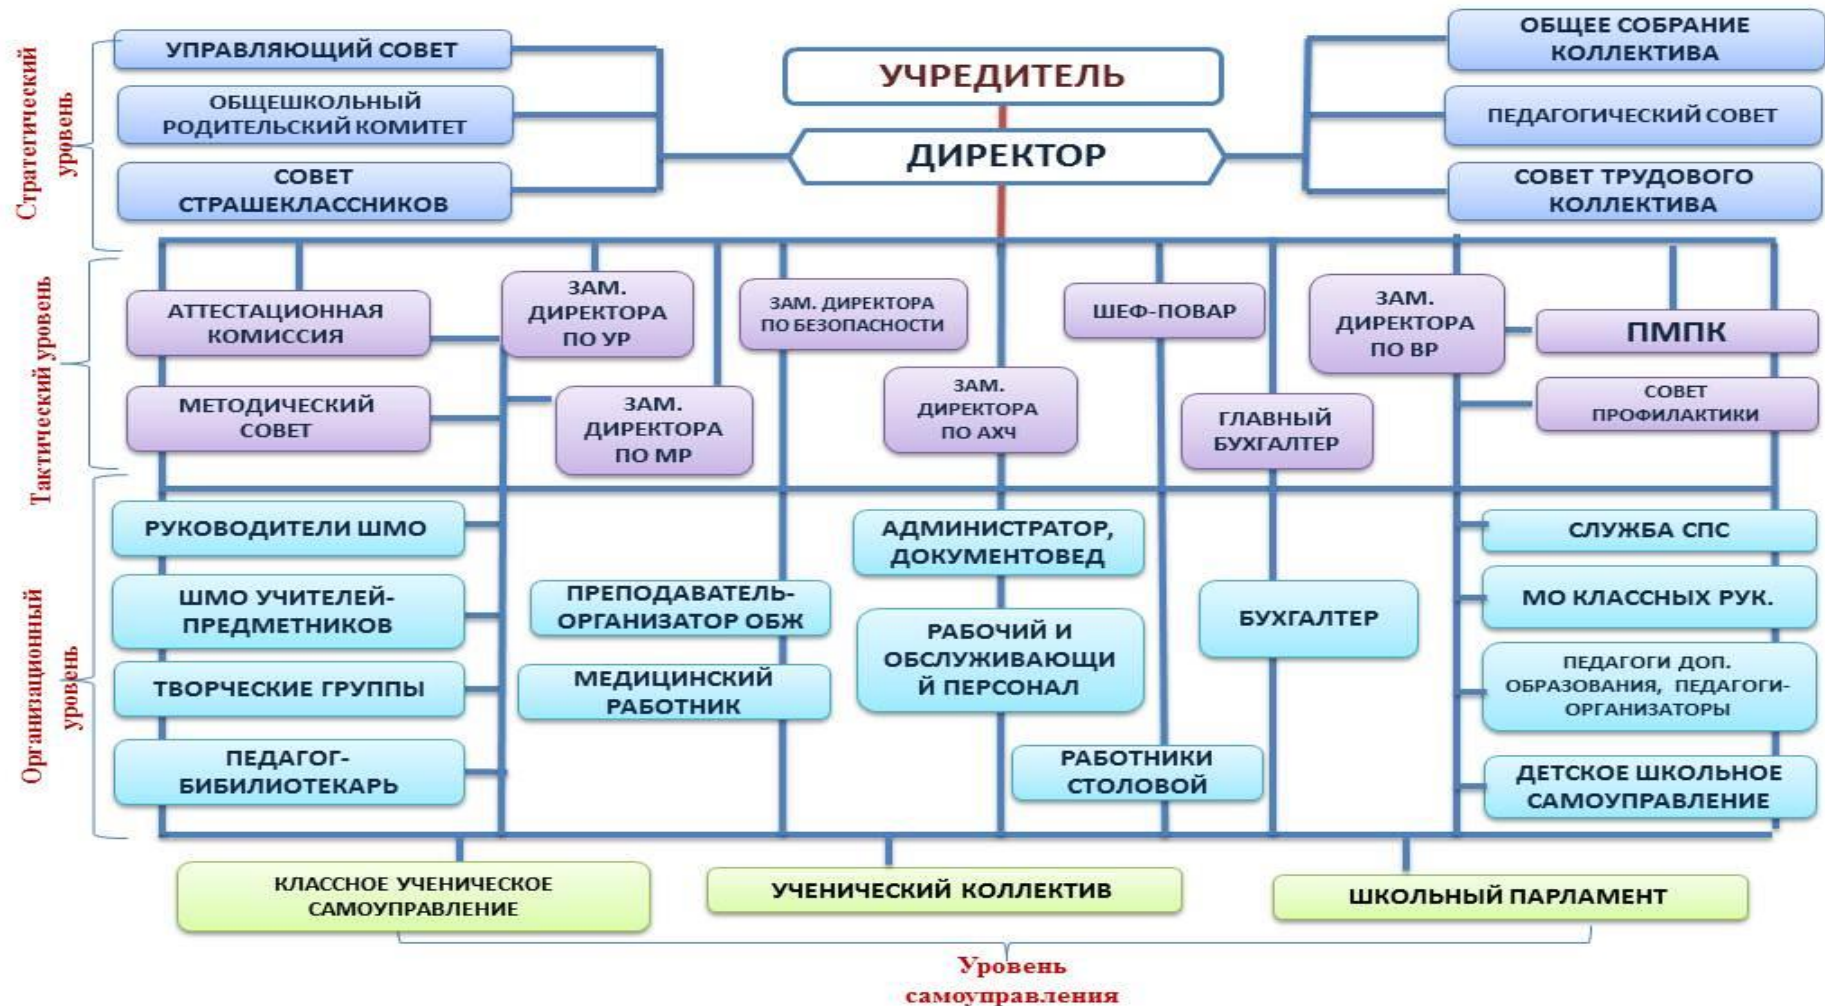 Стратегический
уровень
УПРАВЛЯЮЩИЙ СОВЕТ
ОБЩЕШКОЛЬНЫЙ
РОДИТЕЛЬСКИЙ КОМИТЕТ
СОВЕТ
СТРАШЕКЛАССНИКОВ
УЧРЕДИТЕЛЬ
ДИРЕКТОР
ОБЩЕЕ СОБРАНИЕ
КОЛЛЕКТИВА
ПЕДАГОГИЧЕСКИЙ СОВЕТ
СОВЕТ ТРУДОВОГО
КОЛЛЕКТИВА
Тактический уровень
АТТЕСТАЦИОННАЯ
КОМИССИЯ
ЗАМ.
ДИРЕКТОРА
ПО УР
ЗАМ. ДИРЕКТОРА
ПО БЕЗОПАСНОСТИ
ШЕФ-ПОВАР
ЗАМ.
ДИРЕКТОРА
ПО ВР
ПМПК
МЕТОДИЧЕСКИЙ
СОВЕТ
ЗАМ.
ДИРЕКТОРА
ПО МР
ЗАМ.
ДИРЕКТОРА
ПО АХЧ
ГЛАВНЫЙ
БУХГАЛТЕР
СОВЕТ
ПРОФИЛАКТИКИ
Организационный
уровень
РУКОВОДИТЕЛИ ШМО
ШМО УЧИТЕЛЕЙ-
ПРЕДМЕТНИКОВ
ТВОРЧЕСКИЕ ГРУППЫ
ПЕДАГОГ-
БИБИЛИОТЕКАРЬ
ПРЕПОДАВАТЕЛЬ-
ОРГАНИЗАТОР ОБЖ
МЕДИЦИНСКИЙ
РАБОТНИК
АДМИНИСТРАТОР,
ДОКУМЕНТОВЕД
РАБОЧИЙ И
ОБСЛУЖИВАЮЩИ
Й ПЕРСОНАЛ
РАБОТНИКИ
СТОЛОВОЙ
БУХГАЛТЕР
СЛУЖБА СПС
МО КЛАССНЫХ РУК.
ПЕДАГОГИ ДОП.
ОБРАЗОВАНИЯ, ПЕДАГОГИ-
ОРГАНИЗАТОРЫ
ДЕТСКОЕ ШКОЛЬНОЕ
САМОУПРАВЛЕНИЕ
КЛАССНОЕ УЧЕНИЧЕСКОЕ
САМОУПРАВЛЕНИЕ
УЧЕНИЧЕСКИЙ КОЛЛЕКТИВ
ШКОЛЬНЫЙ ПАРЛАМЕНТ
Уровень
самоуправления